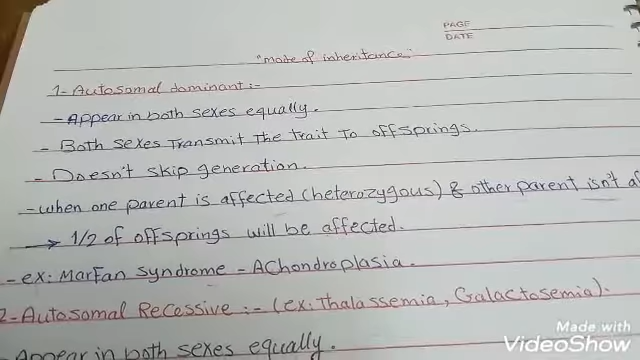 PAGE
DATE
"mode of inheritance"
1- Autosomal dominant:-
- Appear in both sexes equally.
- Both sexes Transmit The Trait To offsprings.
- Doesn't skip generation.
- when one parent is affected (heterozygous) & other parent isn't af
→ 1/2 of offsprings will be affected.
- ex: Marfan syndrome - AChondroplasia.
2- Autosomal Recessive :- (ex: Thalassemia, Galactosemia).
- Appear in both sexes equally.
Made with
VideoShow